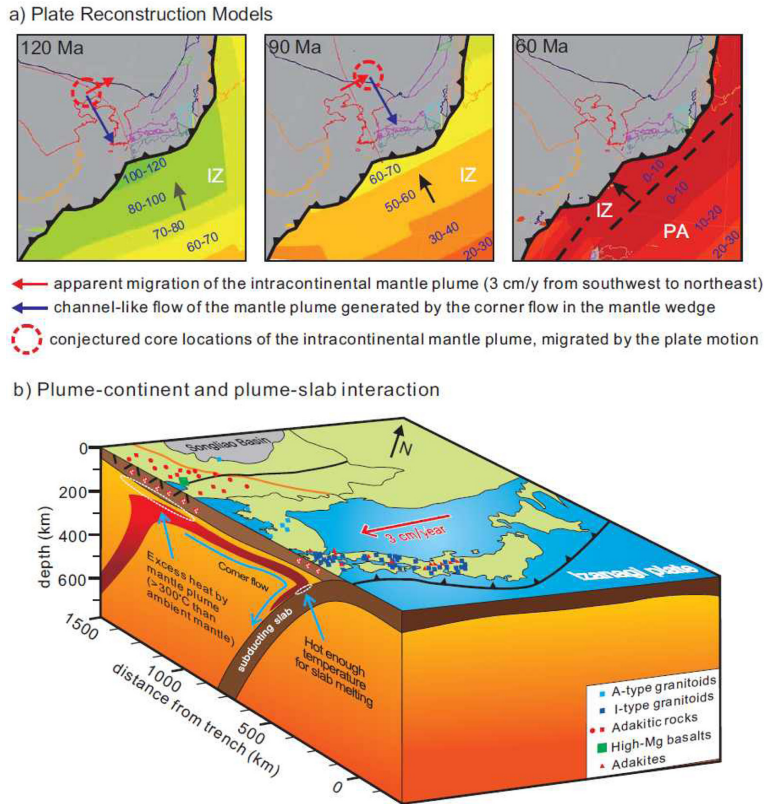 a) Plate Reconstruction Models
120 Ma
90 Ma
60 Ma
100-120
80-100
70-80
60-70
IZ
60-70
50-60
30-40
20-30
IZ
0-10
0-10
10-20
20-30
IZ
PA
apparent migration of the intracontinental mantle plume (3 cm/y from southwest to northeast)
channel-like flow of the mantle plume generated by the corner flow in the mantle wedge
conjectured core locations of the intracontinental mantle plume, migrated by the plate motion
b) Plume-continent and plume-slab interaction
Songliao Basin
N
3 cm/year
Izanagi plate
0
200
400
600
depth (km)
1500
1000
500
0
distance from trench (km)
Excess heat by
mantle plume
(>300°C than
ambient mantle)
Corner flow
subducting slab
Hot enough
temperature
for slab melting
A-type granitoids
I-type granitoids
Adakitic rocks
High-Mg basalts
Adakites